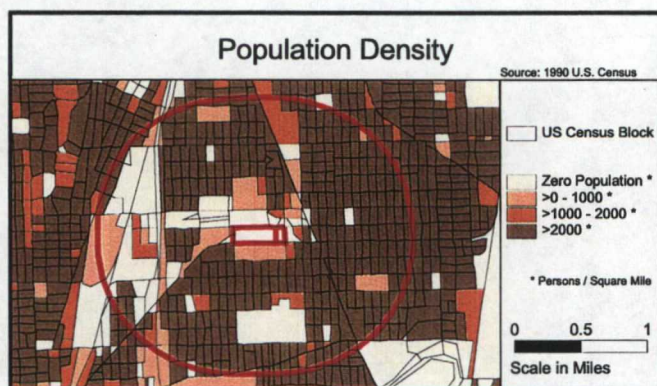 Population Density
Source: 1990 U.S. Census
US Census Block
Zero Population *
>0 - 1000 *
>1000 - 2000 *
>2000 *
* Persons / Square Mile
0 0.5 1
Scale in Miles